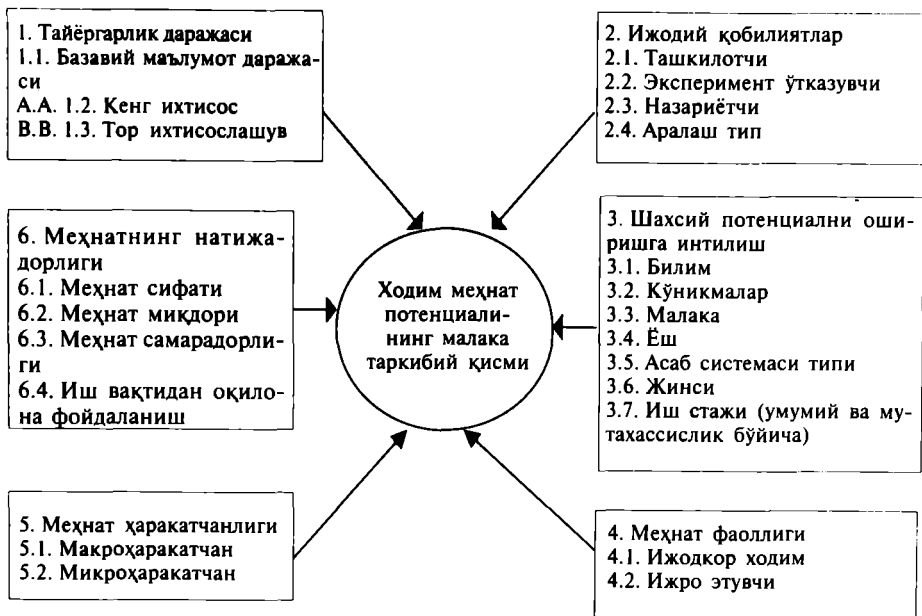 1. Тайёргарлик даражаси
1.1. Базавий маълумот даража-
си
А.А. 1.2. Кенг ихтисос
В.В. 1.3. Тор ихтисослашув
2. Ижодий қобилиятлар
2.1. Ташкилотчи
2.2. Эксперимент ўтказувчи
2.3. Назариётчи
2.4. Аралаш тип
6. Меҳнатнинг натижа-
дорлиги
6.1. Меҳнат сифати
6.2. Меҳнат миқдори
6.3. Меҳнат самарадорли-
ги
6.4. Иш вақтидан оқило-
на фойдаланиш
Ходим меҳнат
потенциали-
нинг малака
таркибий қисми
3. Шахсий потенциални оши-
ришга интилиш
3.1. Билим
3.2. Кўникмалар
3.3. Малака
3.4. Ёш
3.5. Асаб системаси типи
3.6. Жинси
3.7. Иш стажи (умумий ва му-
тахассислик бўйича)
5. Меҳнат ҳаракатчанлиги
5.1. Макроҳаракатчан
5.2. Микроҳаракатчан
4. Меҳнат фаоллиги
4.1. Ижодкор ходим
4.2. Ижро этувчи